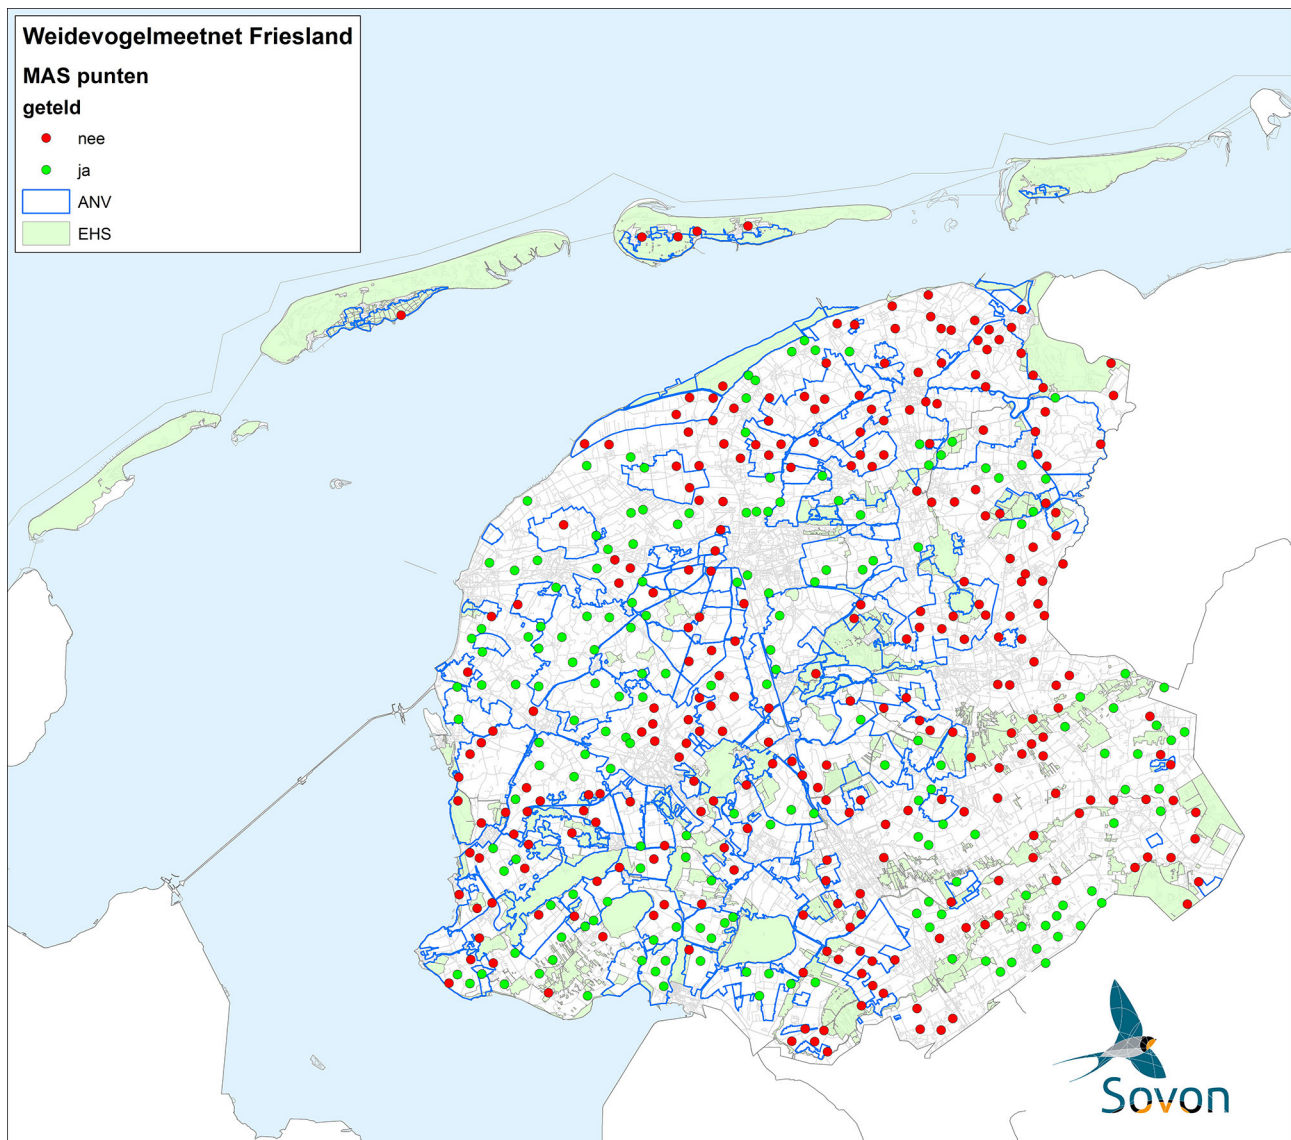 Weidevogelmeetnet Friesland
MAS punten
geteld
nee
ja
ANV
EHS
Sovon